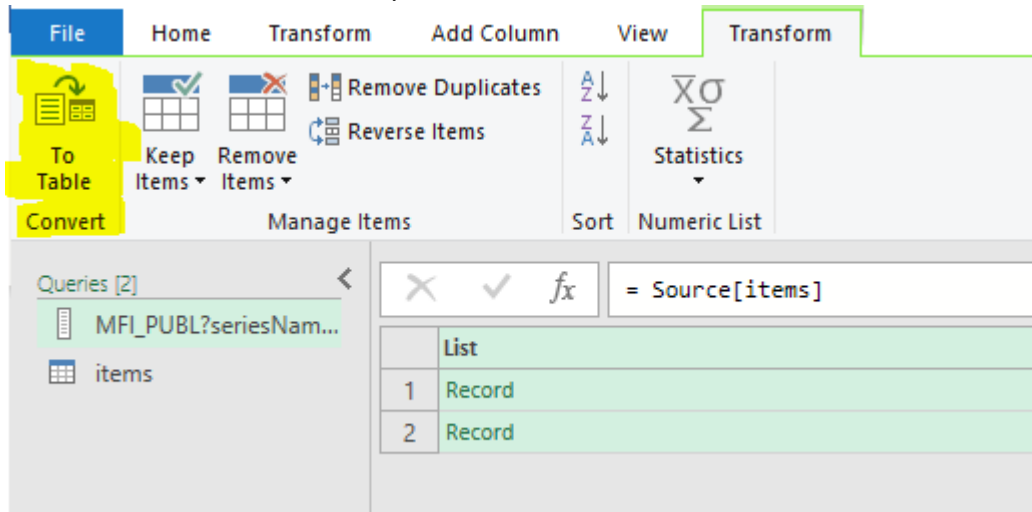 File Home Transform Add Column View Transform
To Table
Keep Items
Remove Items
Remove Duplicates
Reverse Items
A Z
Z A
X σ Σ
Statistics
Convert Manage Items Sort Numeric List
Queries [2]
MFI_PUBL?seriesNam...
items
fx = Source[items]
List
1 Record
2 Record